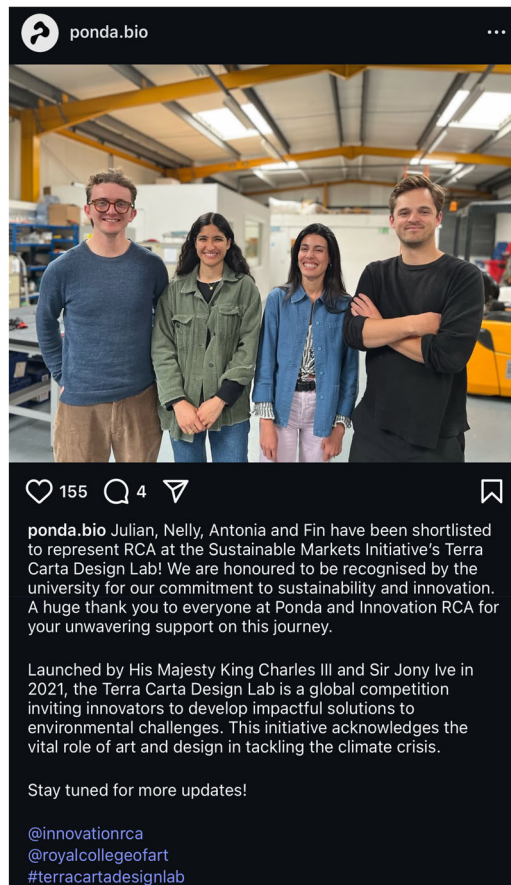 ponda.bio
155
4
ponda.bio Julian, Nelly, Antonia and Fin have been shortlisted
to represent RCA at the Sustainable Markets Initiative’s Terra
Carta Design Lab! We are honoured to be recognised by the
university for our commitment to sustainability and innovation.
A huge thank you to everyone at Ponda and Innovation RCA for
your unwavering support on this journey.
Launched by His Majesty King Charles III and Sir Jony Ive in
2021, the Terra Carta Design Lab is a global competition
inviting innovators to develop impactful solutions to
environmental challenges. This initiative acknowledges the
vital role of art and design in tackling the climate crisis.
Stay tuned for more updates!
@innovationrca
@royalcollegeofart
#terracartadesignlab